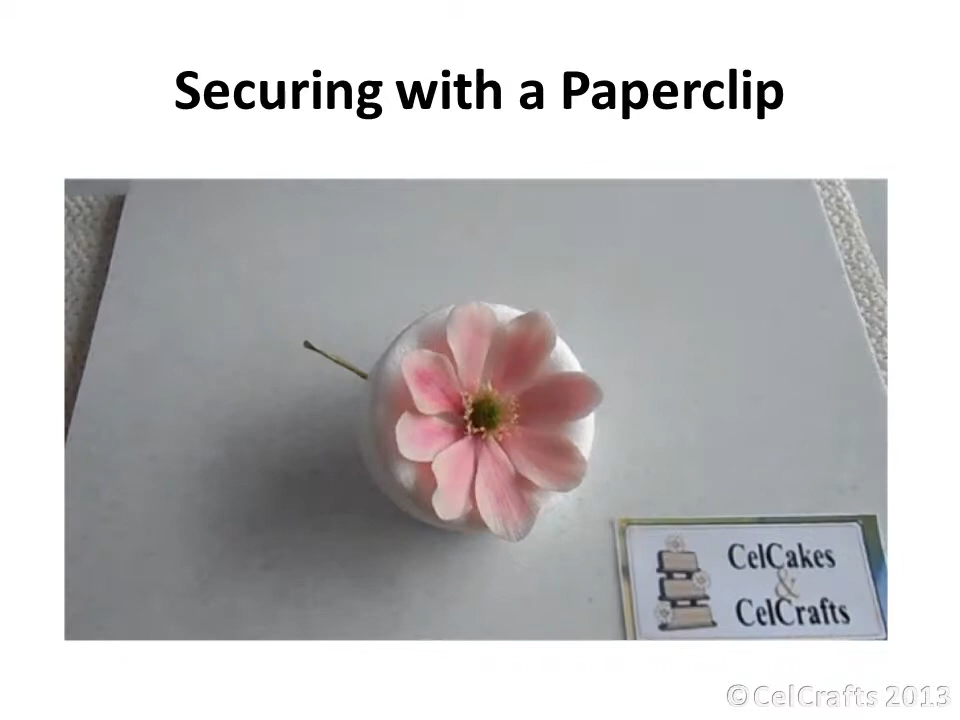 Securing with a Paperclip
CelCakes
&
CelCrafts
©CelCrafts 2013